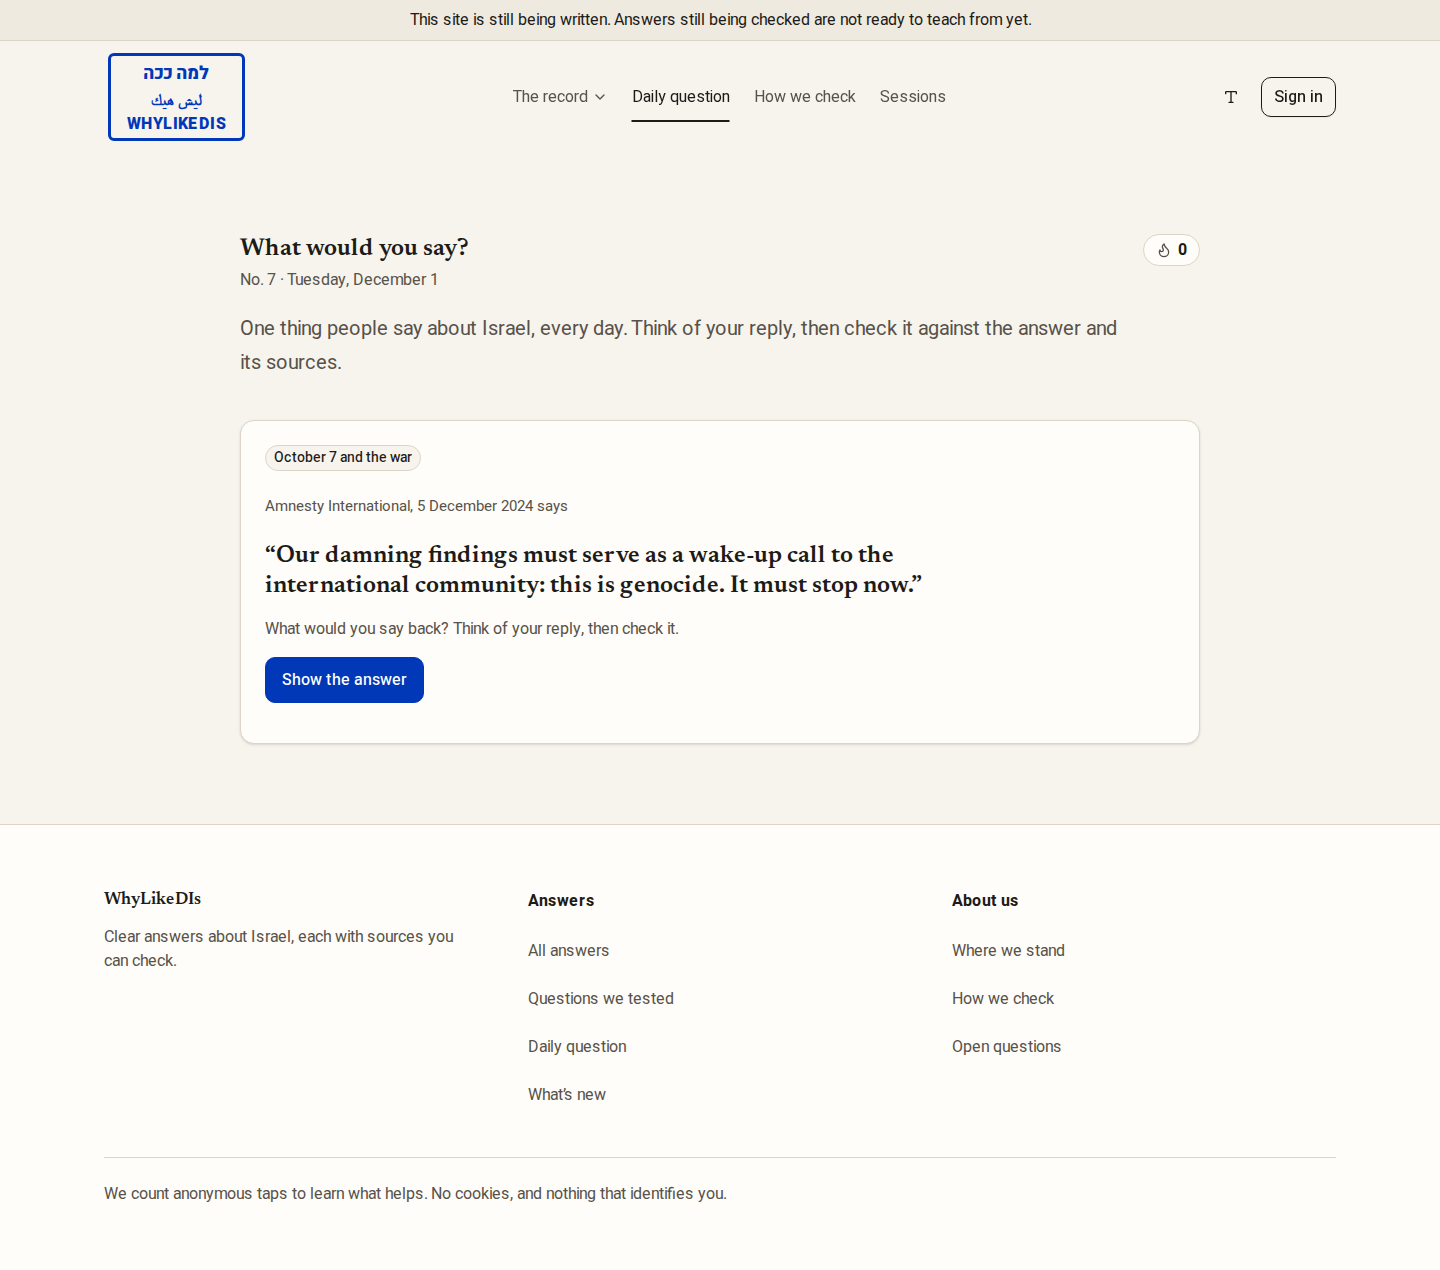 This site is still being written. Answers still being checked are not ready to teach from yet.
למה ככה
ليش هيك
WHYLIKEDIS
The record
Daily question
How we check
Sessions
T
Sign in
What would you say?
0
No. 7 · Tuesday, December 1
One thing people say about Israel, every day. Think of your reply, then check it against the answer and
its sources.
October 7 and the war
Amnesty International, 5 December 2024 says
“Our damning findings must serve as a wake-up call to the
international community: this is genocide. It must stop now.”
What would you say back? Think of your reply, then check it.
Show the answer
WhyLikeDIs
Clear answers about Israel, each with sources you
can check.
Answers
All answers
Questions we tested
Daily question
What’s new
About us
Where we stand
How we check
Open questions
We count anonymous taps to learn what helps. No cookies, and nothing that identifies you.